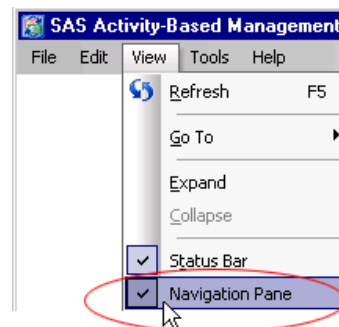 SAS Activity-Based Management
File Edit View Tools Help
Refresh F5
Go To
Expand
Collapse
Status Bar
Navigation Pane